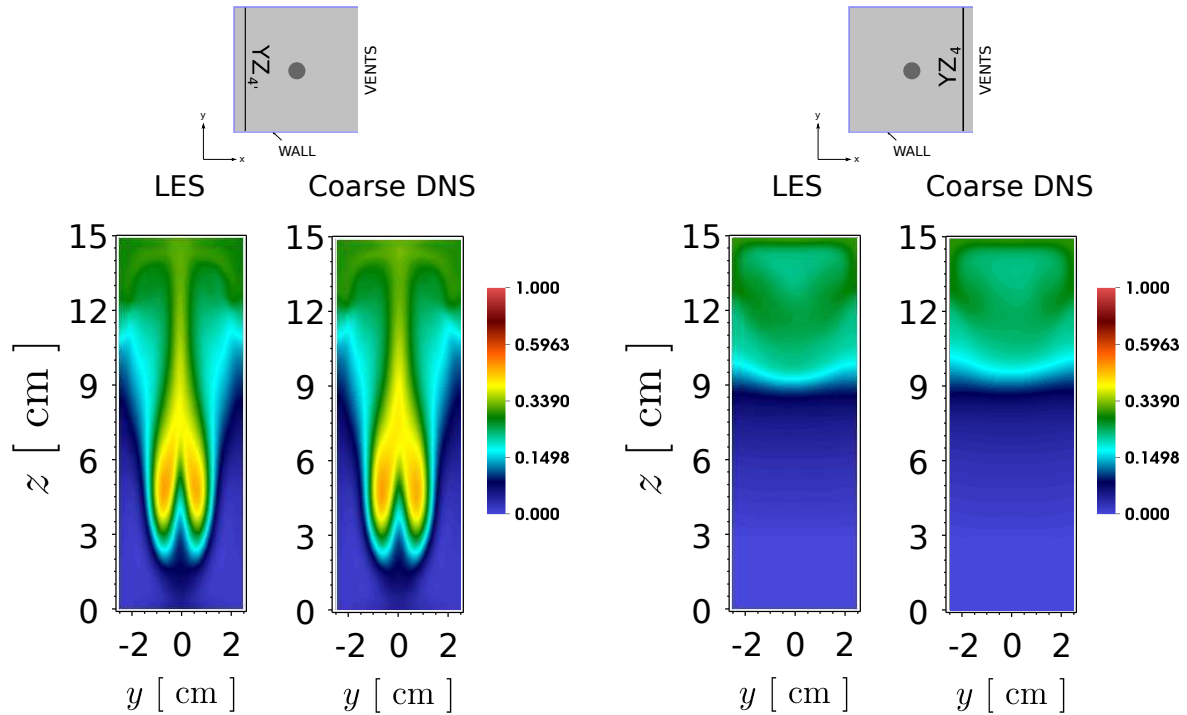 YZ4'
VENTS
y
x
WALL
YZ4
VENTS
y
x
WALL
LES
Coarse DNS
LES
Coarse DNS
15
12
9
6
3
0
z [ cm ]
-2 0 2
y [ cm ]
15
12
9
6
3
0
-2 0 2
y [ cm ]
1.000
0.5963
0.3390
0.1498
0.000
15
12
9
6
3
0
z [ cm ]
-2 0 2
y [ cm ]
15
12
9
6
3
0
-2 0 2
y [ cm ]
1.000
0.5963
0.3390
0.1498
0.000